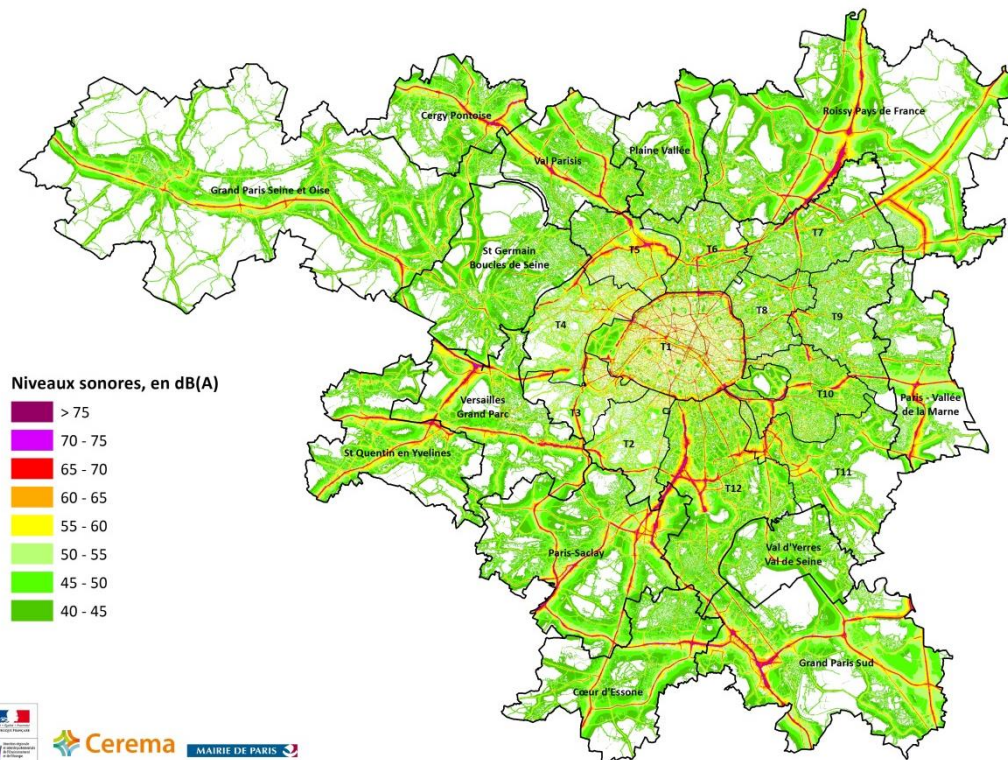 Cergy Pontoise
Roissy Pays de France
Plaine Vallée
Val Parisis
Grand Paris Seine et Oise
T7
T5
T6
St Germain
Boucles de Seine
T8
T9
T4
T1
Niveaux sonores, en dB(A)
> 75
70 - 75
65 - 70
60 - 65
55 - 60
50 - 55
45 - 50
40 - 45
Versailles
Grand Parc
T10
Paris - Vallée
de la Marne
T3
T2
St Quentin en Yvelines
T11
T12
Paris-Saclay
Val d'Yerres
Val de Seine
Grand Paris Sud
Cœur d'Essone
Cerema
MAIRIE DE PARIS